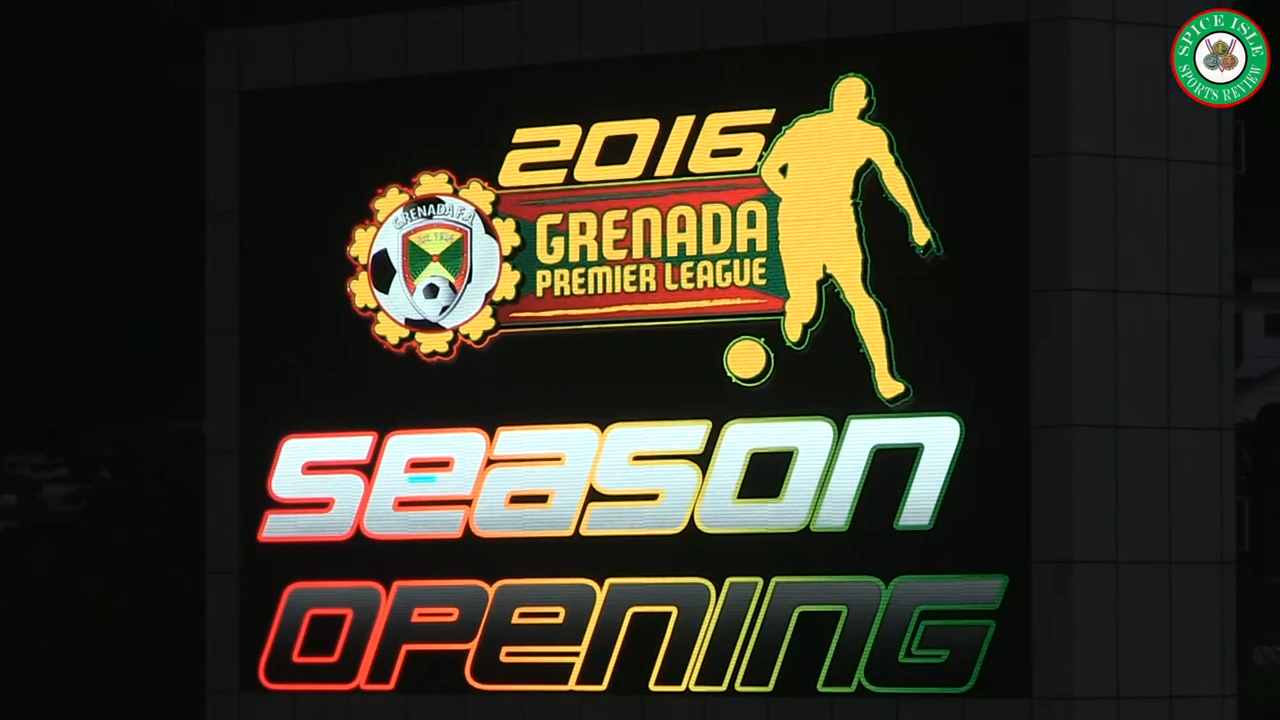 SPICE ISLE
SPORTS REVIEW
2016
GRENADA
PREMIER LEAGUE
GRENADA F.A.
SEASON
OPENING